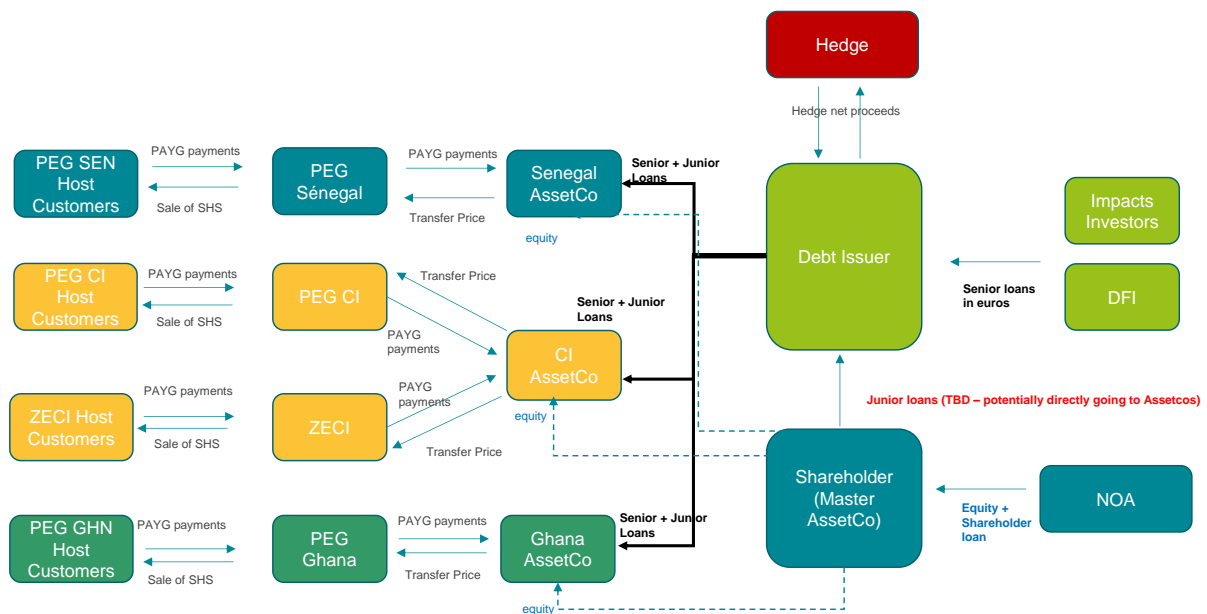 Hedge
Hedge net proceeds
PEG SEN
Host
Customers
PAYG payments
Sale of SHS
PEG
Sénégal
PAYG payments
Transfer Price
Senegal
AssetCo
Senior + Junior
Loans
equity
Debt Issuer
Impacts
Investors
Senior loans
in euros
DFI
PEG CI
Host
Customers
PAYG payments
Sale of SHS
PEG CI
Transfer Price
PAYG
payments
Senior + Junior
Loans
CI
AssetCo
equity
Junior loans (TBD – potentially directly going to Assetcos)
ZECI Host
Customers
PAYG payments
Sale of SHS
ZECI
PAYG
payments
Transfer Price
Shareholder
(Master
AssetCo)
Equity +
Shareholder
loan
NOA
PEG GHN
Host
Customers
PAYG payments
Sale of SHS
PEG
Ghana
PAYG payments
Transfer Price
Ghana
AssetCo
Senior + Junior
Loans
equity